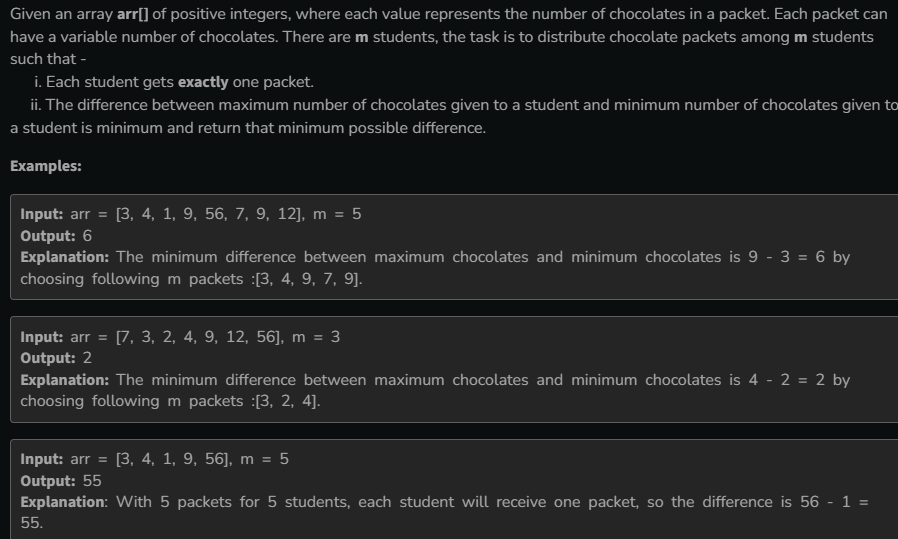 Given an array arr[] of positive integers, where each value represents the number of chocolates in a packet. Each packet can
have a variable number of chocolates. There are m students, the task is to distribute chocolate packets among m students
such that -
i. Each student gets exactly one packet.
ii. The difference between maximum number of chocolates given to a student and minimum number of chocolates given to
a student is minimum and return that minimum possible difference.
Examples:
Input: arr = [3, 4, 1, 9, 56, 7, 9, 12], m = 5
Output: 6
Explanation: The minimum difference between maximum chocolates and minimum chocolates is 9 - 3 = 6 by
choosing following m packets :[3, 4, 9, 7, 9].
Input: arr = [7, 3, 2, 4, 9, 12, 56], m = 3
Output: 2
Explanation: The minimum difference between maximum chocolates and minimum chocolates is 4 - 2 = 2 by
choosing following m packets :[3, 2, 4].
Input: arr = [3, 4, 1, 9, 56], m = 5
Output: 55
Explanation: With 5 packets for 5 students, each student will receive one packet, so the difference is 56 - 1 =
55.